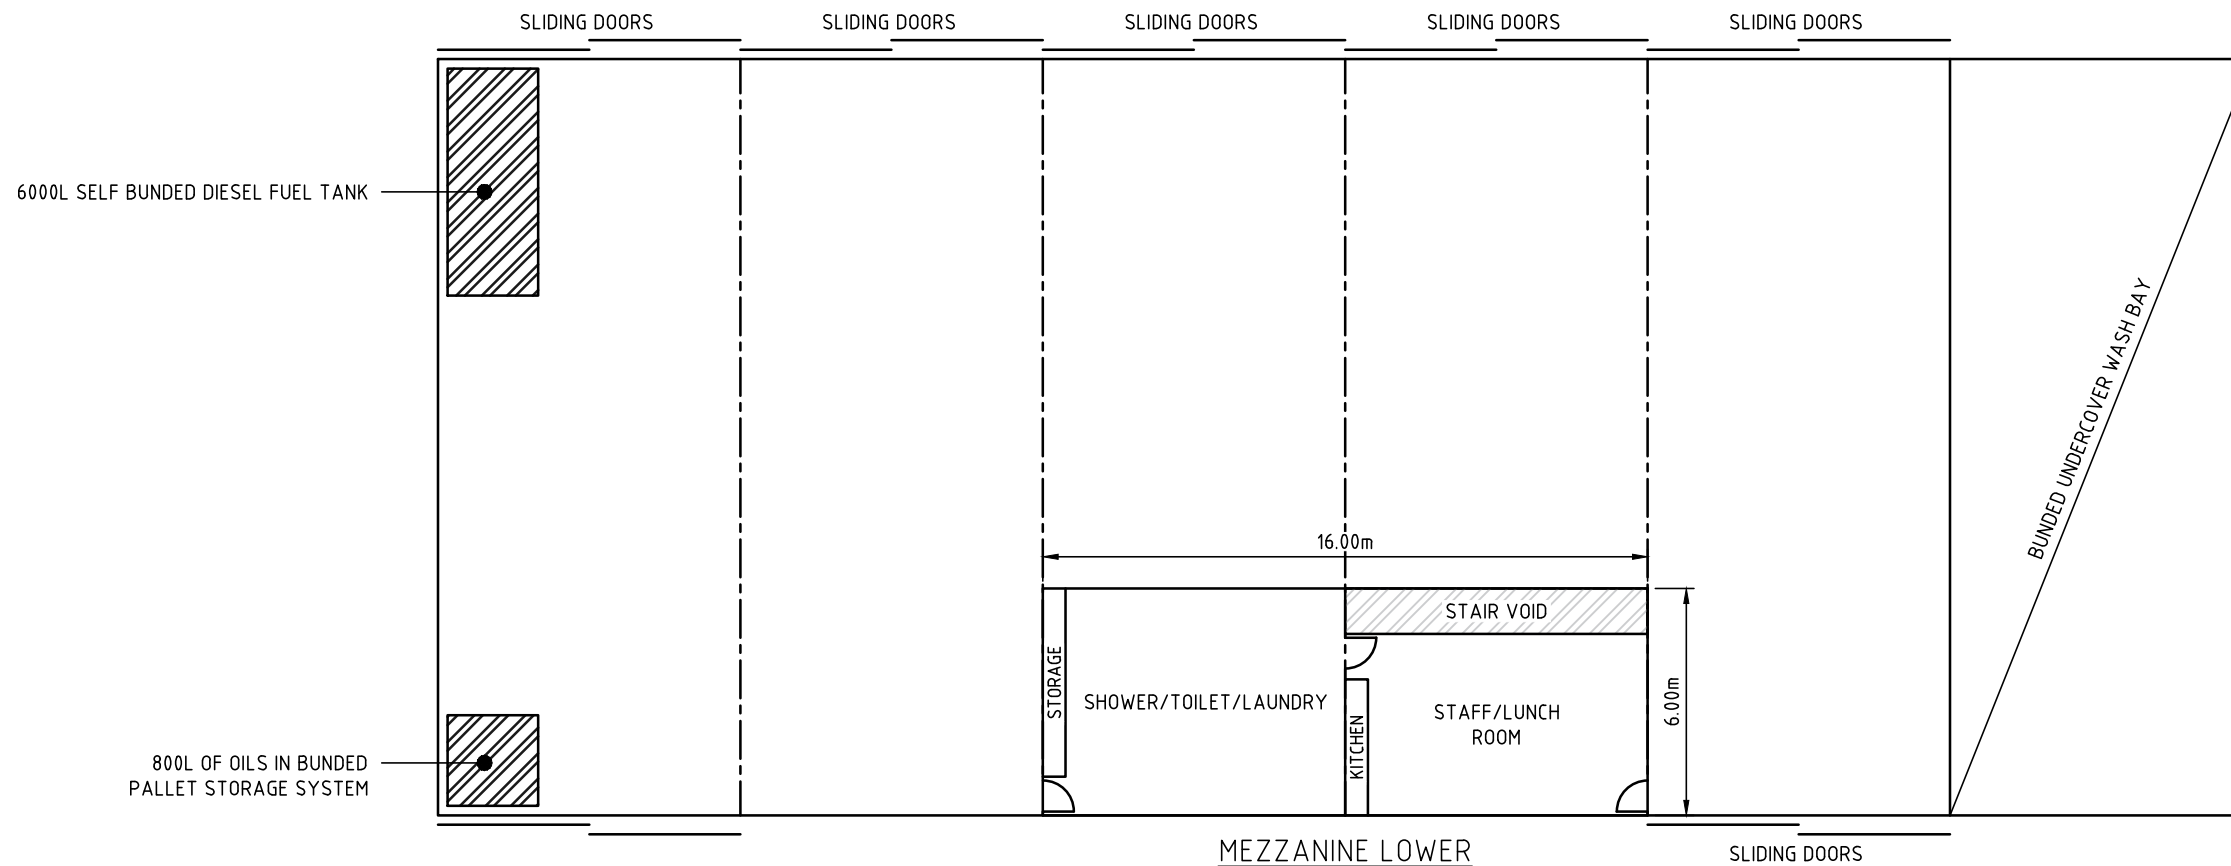 SLIDING DOORS
SLIDING DOORS
SLIDING DOORS
SLIDING DOORS
SLIDING DOORS
6000L SELF BUNDED DIESEL FUEL TANK
BUNDED UNDERCOVER WASH BAY
16.00m
STAIR VOID
STORAGE
SHOWER/TOILET/LAUNDRY
KITCHEN
STAFF/LUNCH
ROOM
6.00m
800L OF OILS IN BUNDED
PALLET STORAGE SYSTEM
MEZZANINE LOWER
SLIDING DOORS